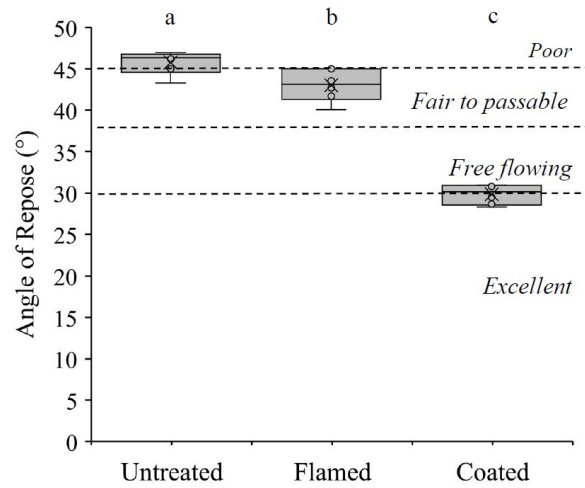 a b c
50
Poor
45
Fair to passable
40
35
Free flowing
30
25
20
Excellent
15
10
5
0
Angle of Repose (°)
Untreated Flamed Coated